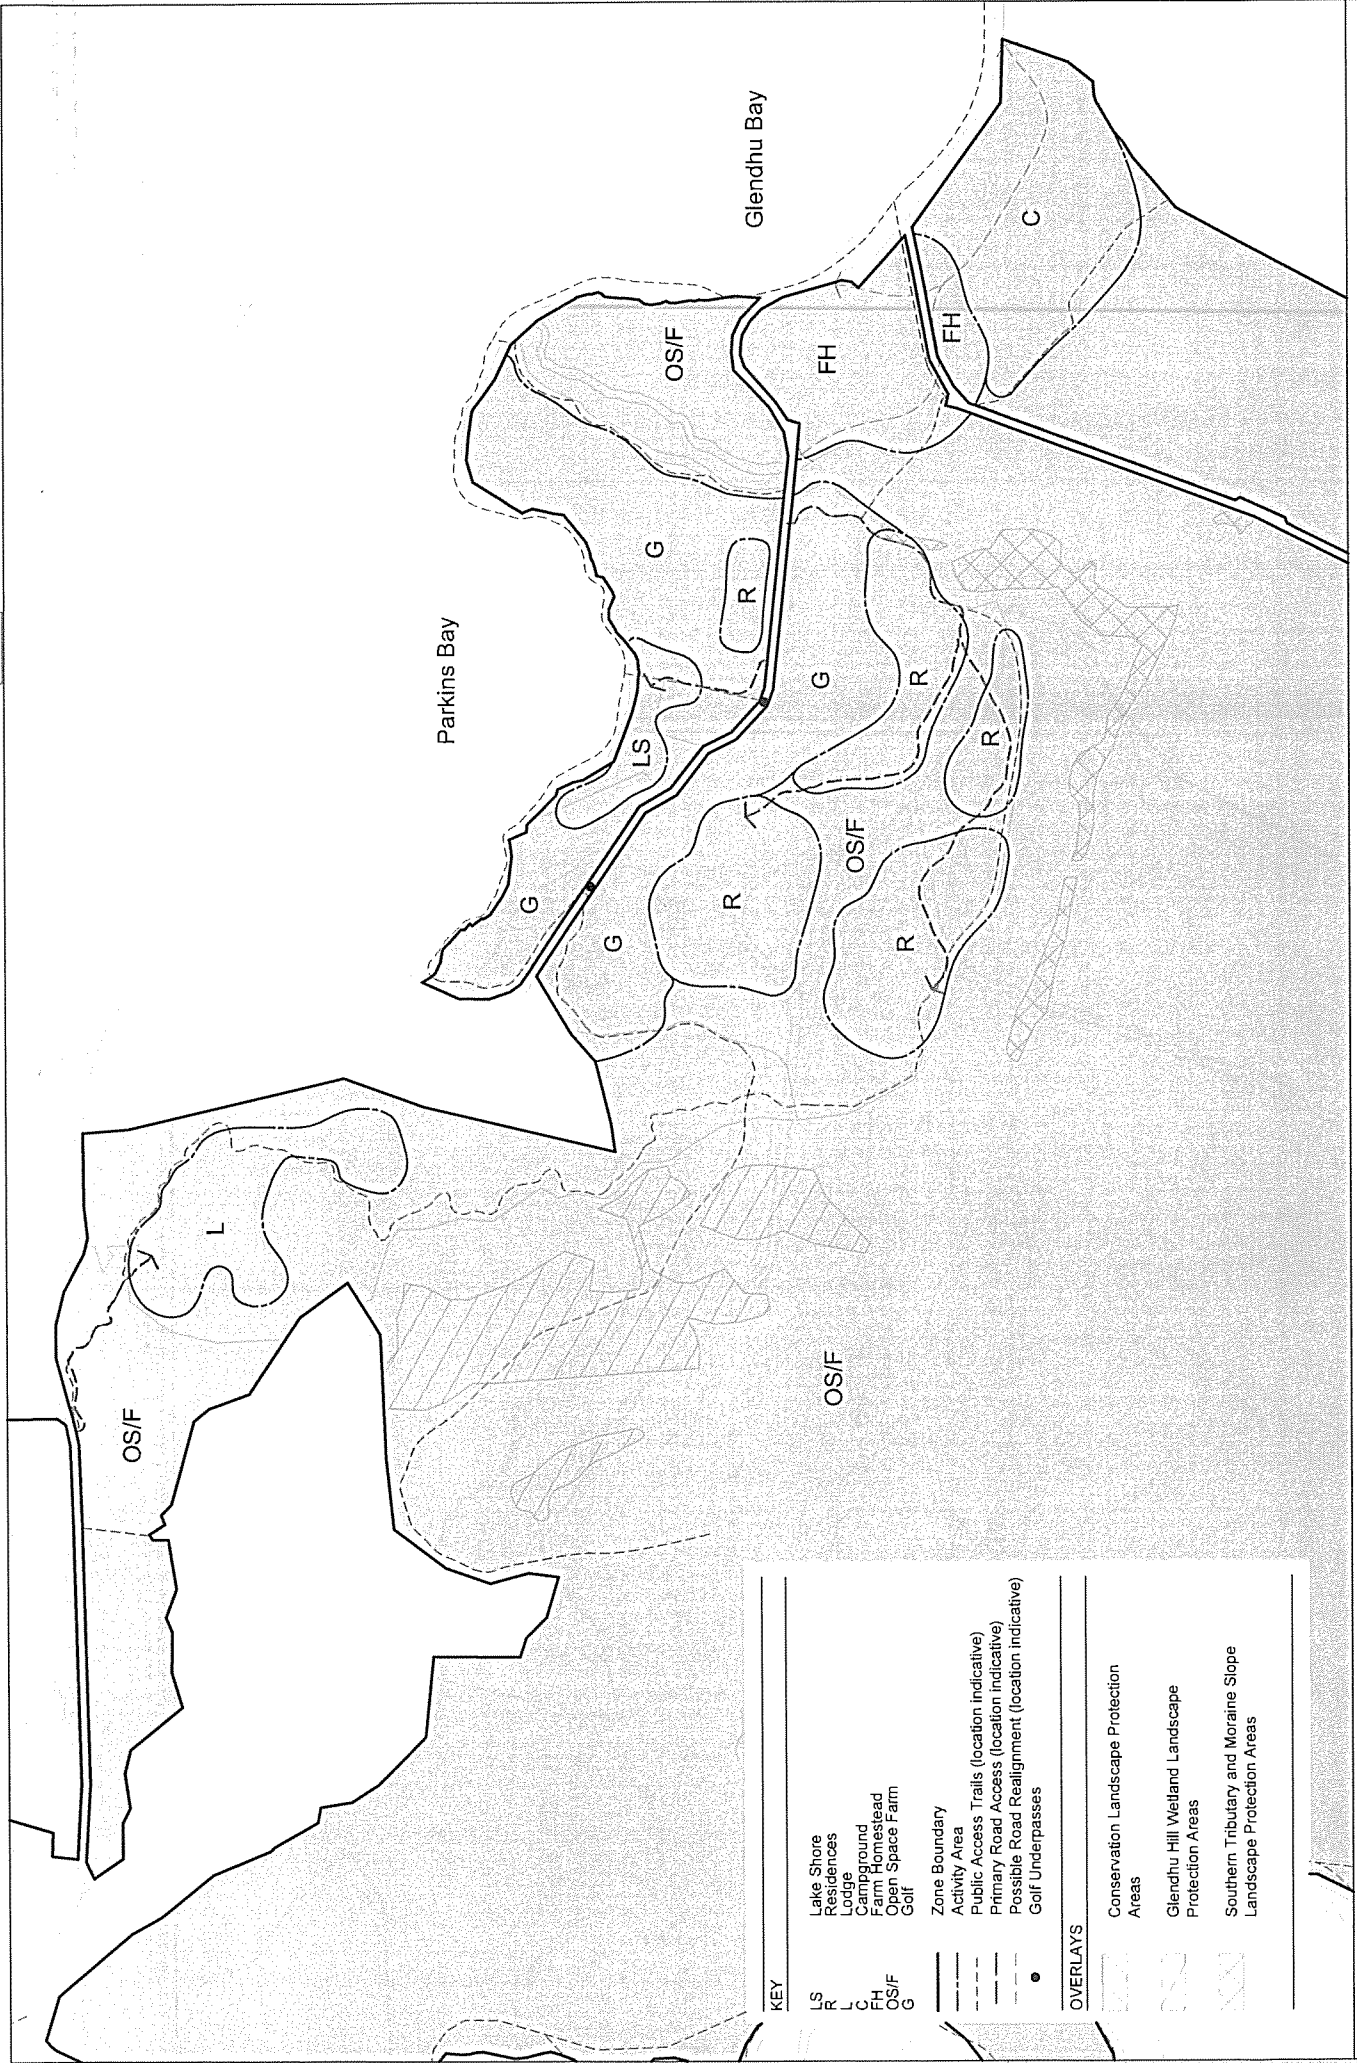 Parkins Bay
Glendhu Bay
OS/F
L
G
G
LS
R
G
OS/F
R
OS/F
R
G
R
R
FH
FH
C
OS/F
KEY
LS Lake Shore
R Residences
L Lodge
C Campground
FH Farm Homestead
OS/F Open Space Farm
G Golf
Zone Boundary
Activity Area
Public Access Trails (location indicative)
Primary Road Access (location indicative)
Possible Road Realignment (location indicative)
Golf Underpasses
OVERLAYS
Conservation Landscape Protection
Areas
Glendhu Hill Wetland Landscape
Protection Areas
Southern Tributary and Moraine Slope
Landscape Protection Areas